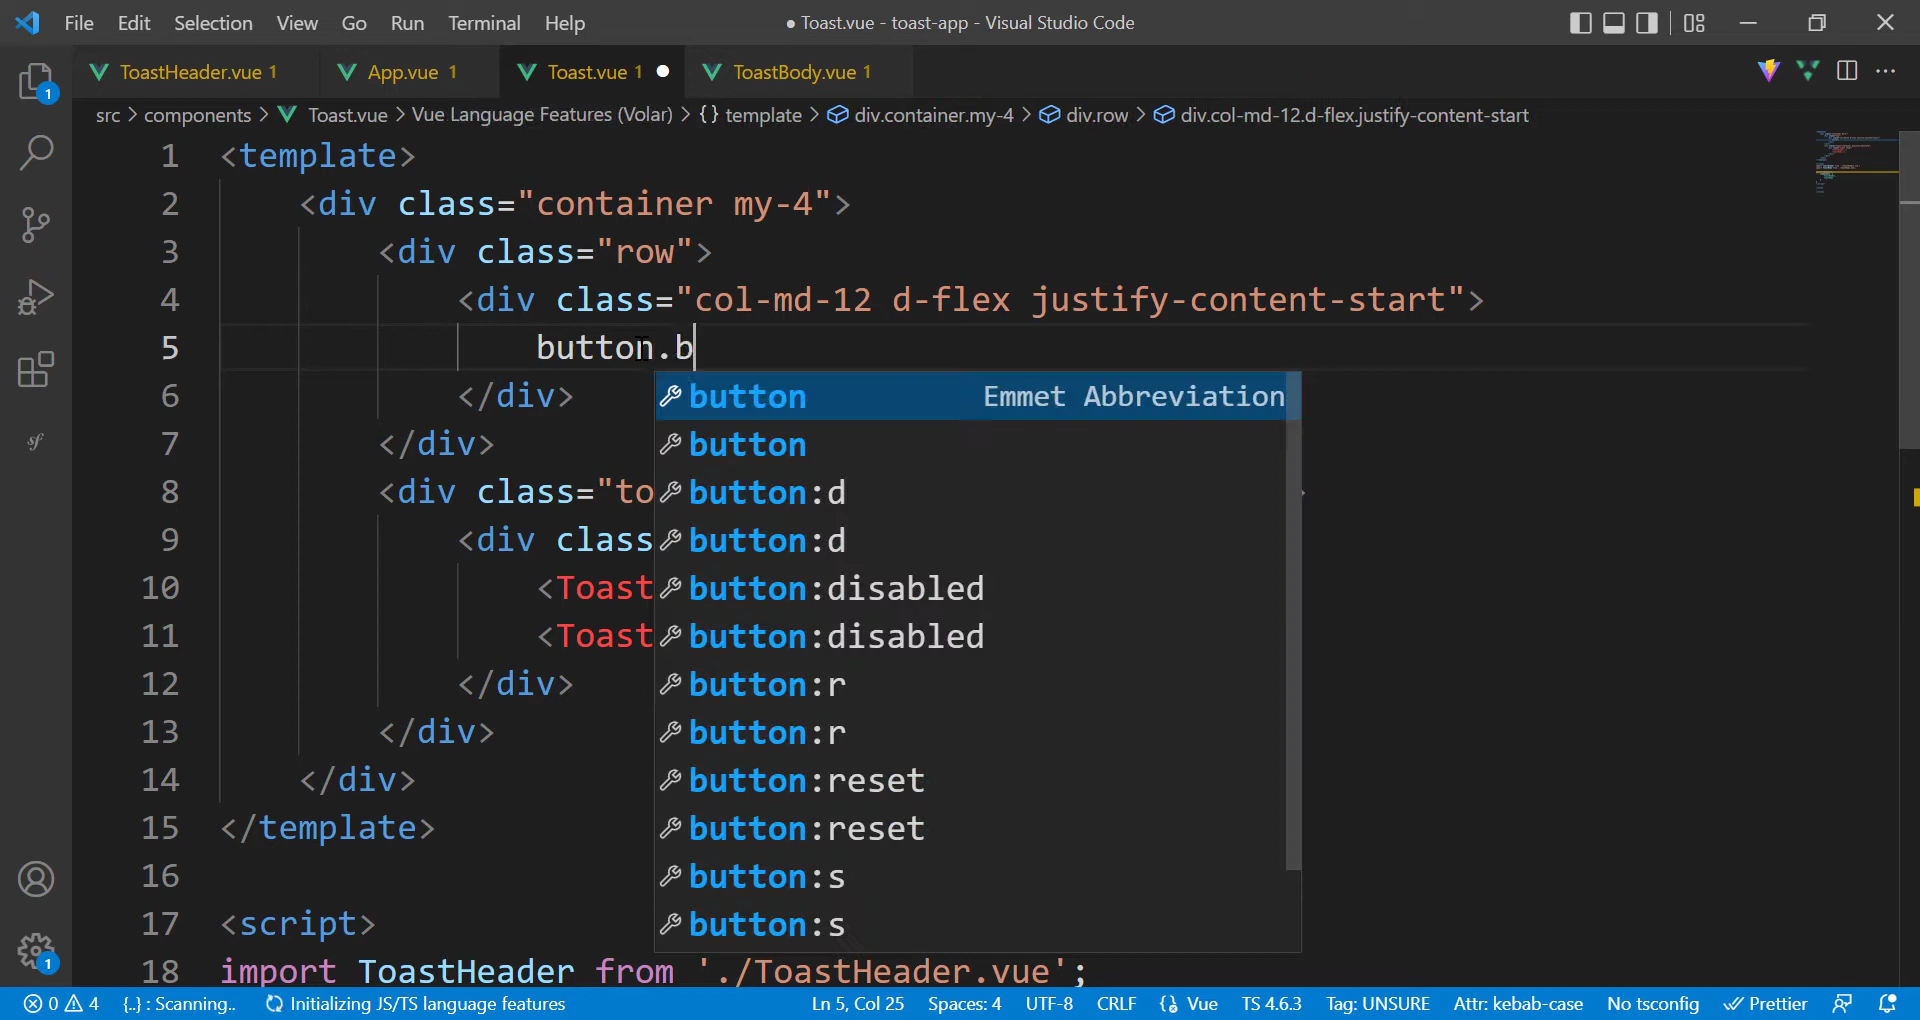 File Edit Selection View Go Run Terminal Help
● Toast.vue - toast-app - Visual Studio Code
ToastHeader.vue 1 App.vue 1 Toast.vue 1 ToastBody.vue 1
src > components > Toast.vue > Vue Language Features (Volar) > {} template > div.container.my-4 > div.row > div.col-md-12.d-flex.justify-content-start
1 <template>
2 <div class="container my-4">
3 <div class="row">
4 <div class="col-md-12 d-flex justify-content-start">
5 button.b
6 </div>
button Emmet Abbreviation
7 </div>
button
8 <div class="to
button:d
9 <div class
button:d
10 <Toast
button:disabled
11 <Toast
button:disabled
12 </div>
button:r
13 </div>
button:r
14 </div>
button:reset
15 </template>
button:reset
16
button:s
17 <script>
button:s
18 import ToastHeader from './ToastHeader.vue';
1
sf
1
0 4 {..} : Scanning.. Initializing JS/TS language features Ln 5, Col 25 Spaces: 4 UTF-8 CRLF Vue TS 4.6.3 Tag: UNSURE Attr: kebab-case No tsconfig Prettier